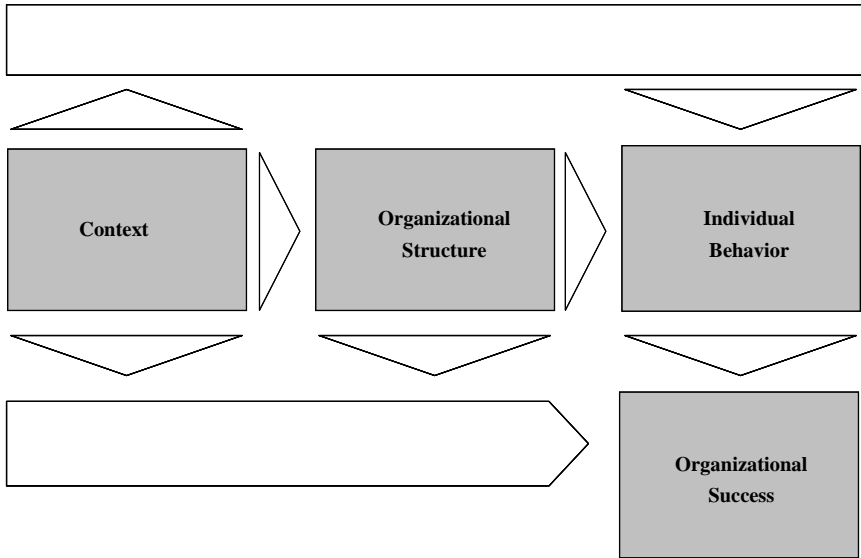 Context
Organizational
Structure
Individual
Behavior
Organizational
Success